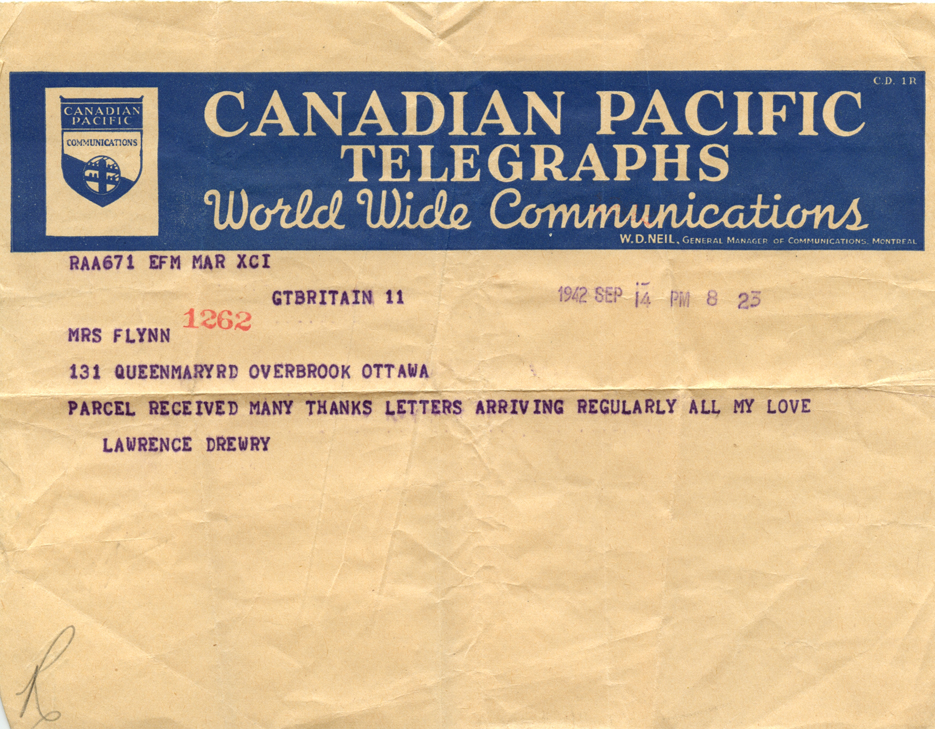 C.D. 1R
CANADIAN
PACIFIC
COMMUNICATIONS
CANADIAN PACIFIC
TELEGRAPHS
World Wide Communications
W.D.NEIL, GENERAL MANAGER OF COMMUNICATIONS, MONTREAL
RAA671 EFM MAR XCI
GTBRITAIN 11
1942 SEP 14 PM 8 23
1262
MRS FLYNN
131 QUEENMARYRD OVERBROOK OTTAWA
PARCEL RECEIVED MANY THANKS LETTERS ARRIVING REGULARLY ALL MY LOVE
LAWRENCE DREWRY
R